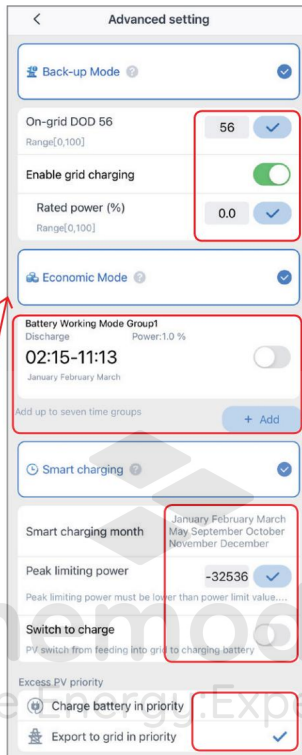 Advanced setting
Back-up Mode
On-grid DOD 56
56
Range[0,100]
Enable grid charging
Rated power (%)
0.0
Range[0,100]
Economic Mode
Battery Working Mode Group1
Discharge Power:1.0 %
02:15-11:13
January February March
Add up to seven time groups
+ Add
Smart charging
Smart charging month
January February March
May September October
November December
Peak limiting power
-32536
Peak limiting power must be lower than power limit value....
Switch to charge
PV switch from feeding into grid to charging battery
Excess PV priority
Charge battery in priority
Export to grid in priority